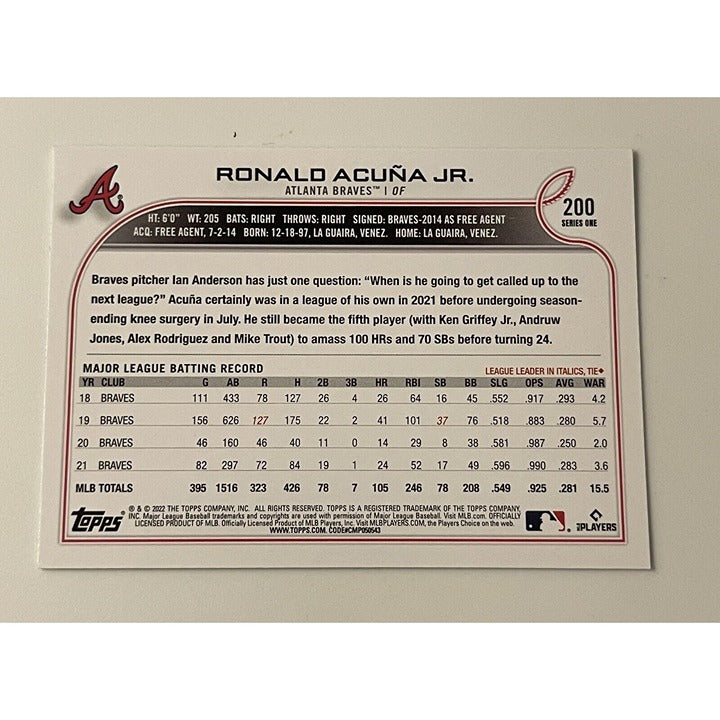 A
RONALD ACUÑA JR.
ATLANTA BRAVES™ | OF
200
SERIES ONE
HT: 6'0" WT: 205 BATS: RIGHT THROWS: RIGHT SIGNED: BRAVES-2014 AS FREE AGENT
ACQ: FREE AGENT, 7-2-14 BORN: 12-18-97, LA GUAIRA, VENEZ. HOME: LA GUAIRA, VENEZ.
Braves pitcher Ian Anderson has just one question: “When is he going to get called up to the
next league?” Acuña certainly was in a league of his own in 2021 before undergoing season-
ending knee surgery in July. He still became the fifth player (with Ken Griffey Jr., Andruw
Jones, Alex Rodriguez and Mike Trout) to amass 100 HRs and 70 SBs before turning 24.
MAJOR LEAGUE BATTING RECORD LEAGUE LEADER IN ITALICS, TIE♦
YR CLUB G AB R H 2B 3B HR RBI SB BB SLG OPS AVG WAR
18 BRAVES 111 433 78 127 26 4 26 64 16 45 .552 .917 .293 4.2
19 BRAVES 156 626 127 175 22 2 41 101 37 76 .518 .883 .280 5.7
20 BRAVES 46 160 46 40 11 0 14 29 8 38 .581 .987 .250 2.0
21 BRAVES 82 297 72 84 19 1 24 52 17 49 .596 .990 .283 3.6
MLB TOTALS 395 1516 323 426 78 7 105 246 78 208 .549 .925 .281 15.5
Topps
® & © 2022 THE TOPPS COMPANY, INC. ALL RIGHTS RESERVED. TOPPS IS A REGISTERED TRADEMARK OF THE TOPPS COMPANY,
INC. Major League Baseball trademarks and copyrights are used with permission of Major League Baseball. Visit MLB.com. OFFICIALLY
LICENSED PRODUCT OF MLB. Officially Licensed Product of MLB Players, Inc. Visit MLBPLAYERS.COM, the Players Choice on the web.
WWW.TOPPS.COM. CODE#CMP050543
MLB PLAYERS